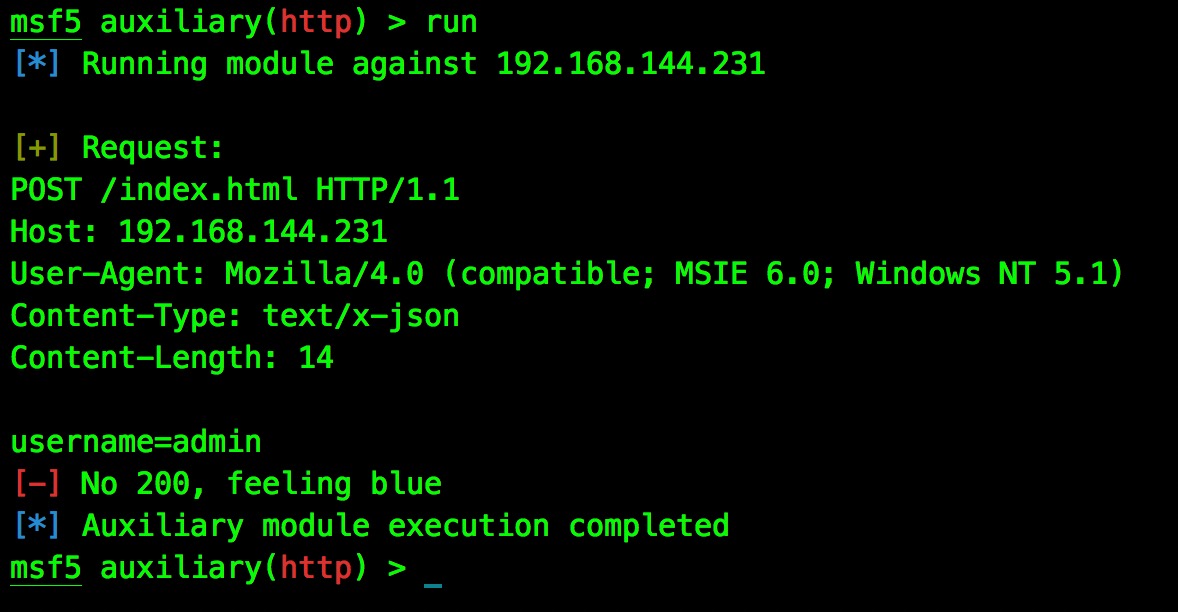 msf5 auxiliary(http) > run
[*] Running module against 192.168.144.231
[+] Request:
POST /index.html HTTP/1.1
Host: 192.168.144.231
User-Agent: Mozilla/4.0 (compatible; MSIE 6.0; Windows NT 5.1)
Content-Type: text/x-json
Content-Length: 14
username=admin
[-] No 200, feeling blue
[*] Auxiliary module execution completed
msf5 auxiliary(http) > _